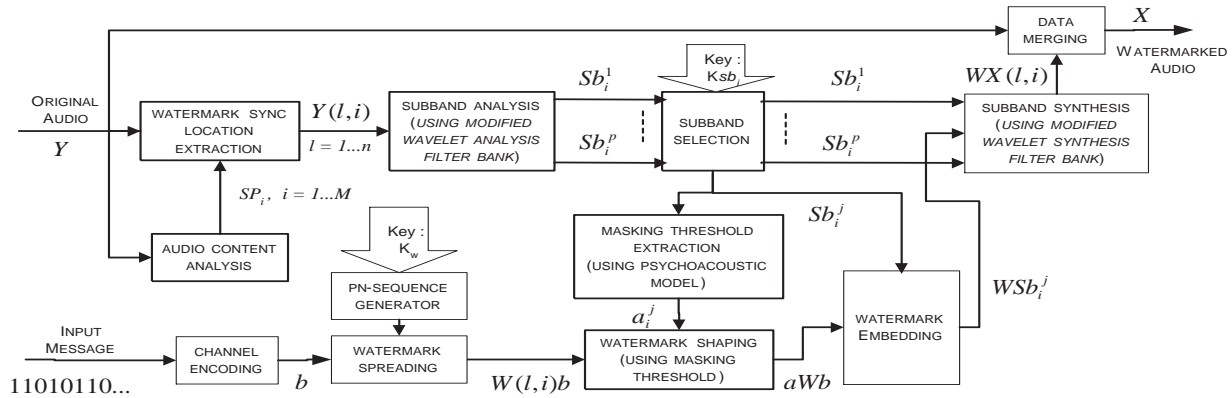 DATA
MERGING
X
WATERMARKED
AUDIO
ORIGINAL
AUDIO
Y
WATERMARK SYNC
LOCATION
EXTRACTION
Y(l,i)
l = 1...n
SUBBAND ANALYSIS
(USING MODIFIED
WAVELET ANALYSIS
FILTER BANK)
Sb_i^1
Sb_i^p
Key :
Ksb_i
SUBBAND
SELECTION
Sb_i^1
Sb_i^p
WX(l,i)
SUBBAND SYNTHESIS
(USING MODIFIED
WAVELET SYNTHESIS
FILTER BANK)
SP_i, i = 1...M
AUDIO CONTENT
ANALYSIS
Key :
K_w
PN-SEQUENCE
GENERATOR
MASKING THRESHOLD
EXTRACTION
(USING PSYCHOACOUSTIC
MODEL)
Sb_i^j
a_i^j
WSb_i^j
INPUT
MESSAGE
11010110...
CHANNEL
ENCODING
b
WATERMARK
SPREADING
W(l,i)b
WATERMARK SHAPING
(USING MASKING
THRESHOLD)
aWb
WATERMARK
EMBEDDING